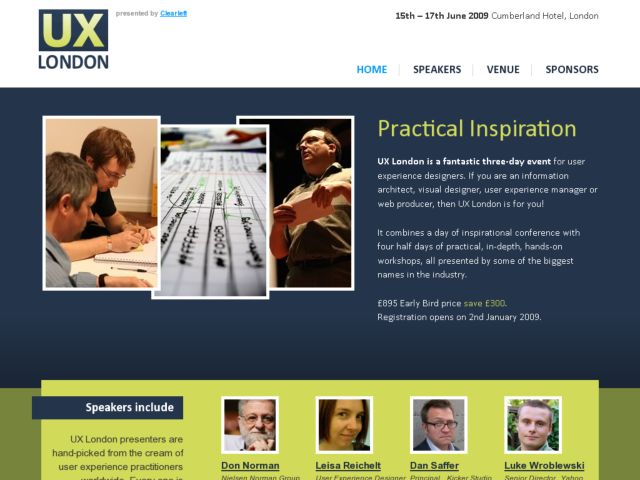 UX
LONDON
presented by Clearleft
15th – 17th June 2009 Cumberland Hotel, London
HOME
SPEAKERS
VENUE
SPONSORS
Practical Inspiration
UX London is a fantastic three-day event for user
experience designers. If you are an information
architect, visual designer, user experience manager or
web producer, then UX London is for you!
It combines a day of inspirational conference with
four half days of practical, in-depth, hands-on
workshops, all presented by some of the biggest
names in the industry.
£895 Early Bird price save £300.
Registration opens on 2nd January 2009.
Speakers include
UX London presenters are
hand-picked from the cream of
user experience practitioners
worldwide. Every one is
Don Norman
Nielsen Norman Group
Leisa Reichelt
User Experience Designer
Dan Saffer
Principal, Kicker Studio
Luke Wroblewski
Senior Director, Yahoo